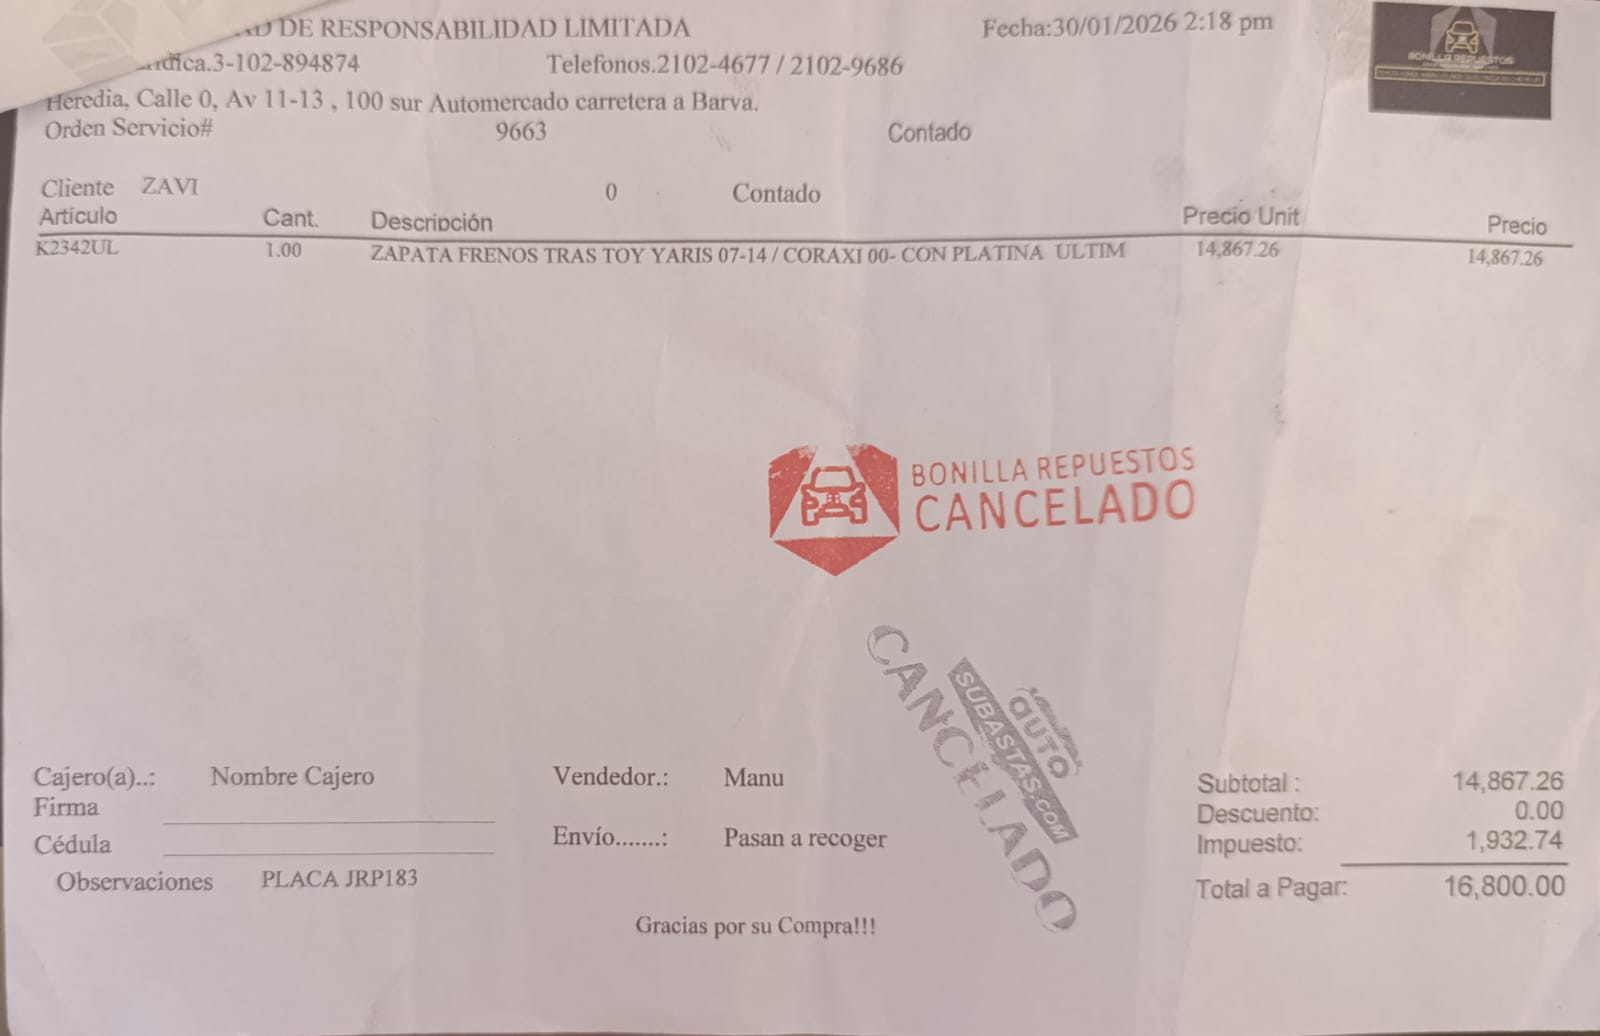 DE RESPONSABILIDAD LIMITADA
Fecha:30/01/2026 2:18 pm
3-102-894874
Telefonos.2102-4677 / 2102-9686
BONILLA REPUESTOS
Heredia, Calle 0, Av 11-13 , 100 sur Automercado carretera a Barva.
Orden Servicio# 9663 Contado
Cliente ZAVI 0 Contado
Artículo Cant. Descripción Precio Unit Precio
K2342UL 1.00 ZAPATA FRENOS TRAS TOY YARIS 07-14 / CORAXI 00- CON PLATINA ULTIM 14,867.26 14,867.26
BONILLA REPUESTOS
CANCELADO
AUTO
SUBASTAS.COM
CANCELADO
Cajero(a)..: Nombre Cajero Vendedor.: Manu Subtotal : 14,867.26
Firma Descuento: 0.00
Cédula Envío.......: Pasan a recoger Impuesto: 1,932.74
Observaciones PLACA JRP183 Total a Pagar: 16,800.00
Gracias por su Compra!!!